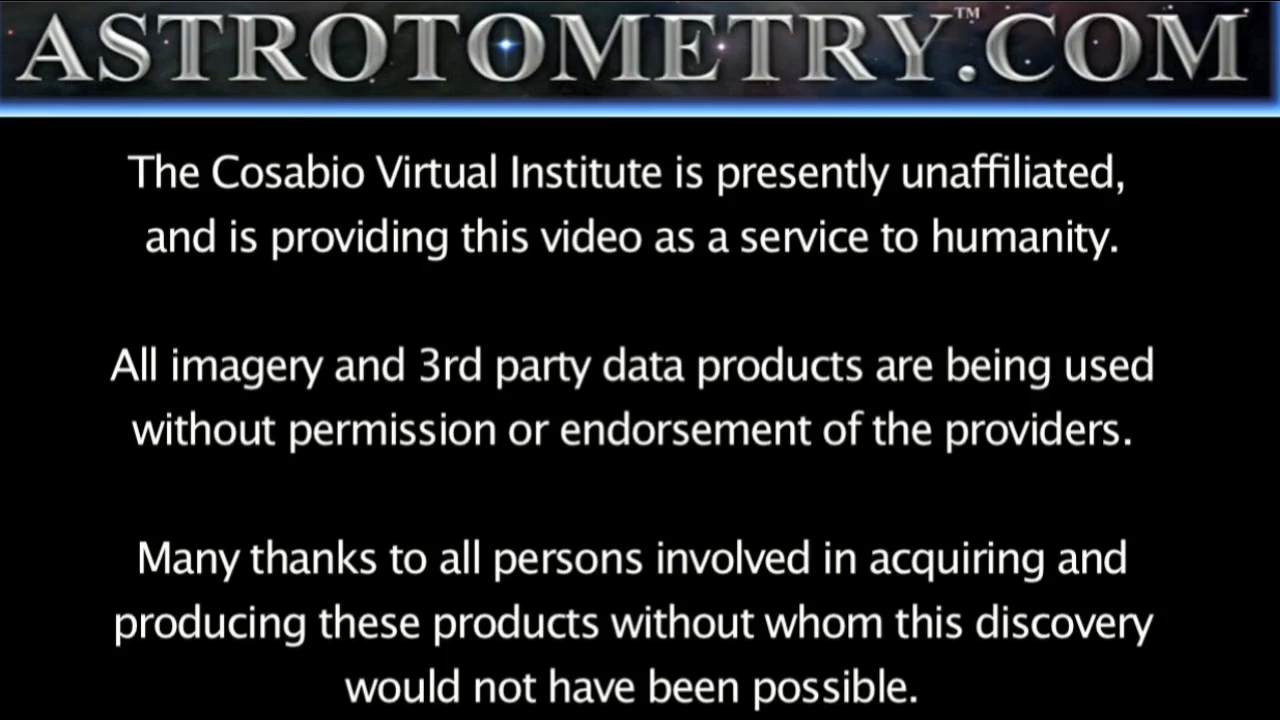 ASTROTOMETRY™.COM
The Cosabio Virtual Institute is presently unaffiliated,
and is providing this video as a service to humanity.
All imagery and 3rd party data products are being used
without permission or endorsement of the providers.
Many thanks to all persons involved in acquiring and
producing these products without whom this discovery
would not have been possible.